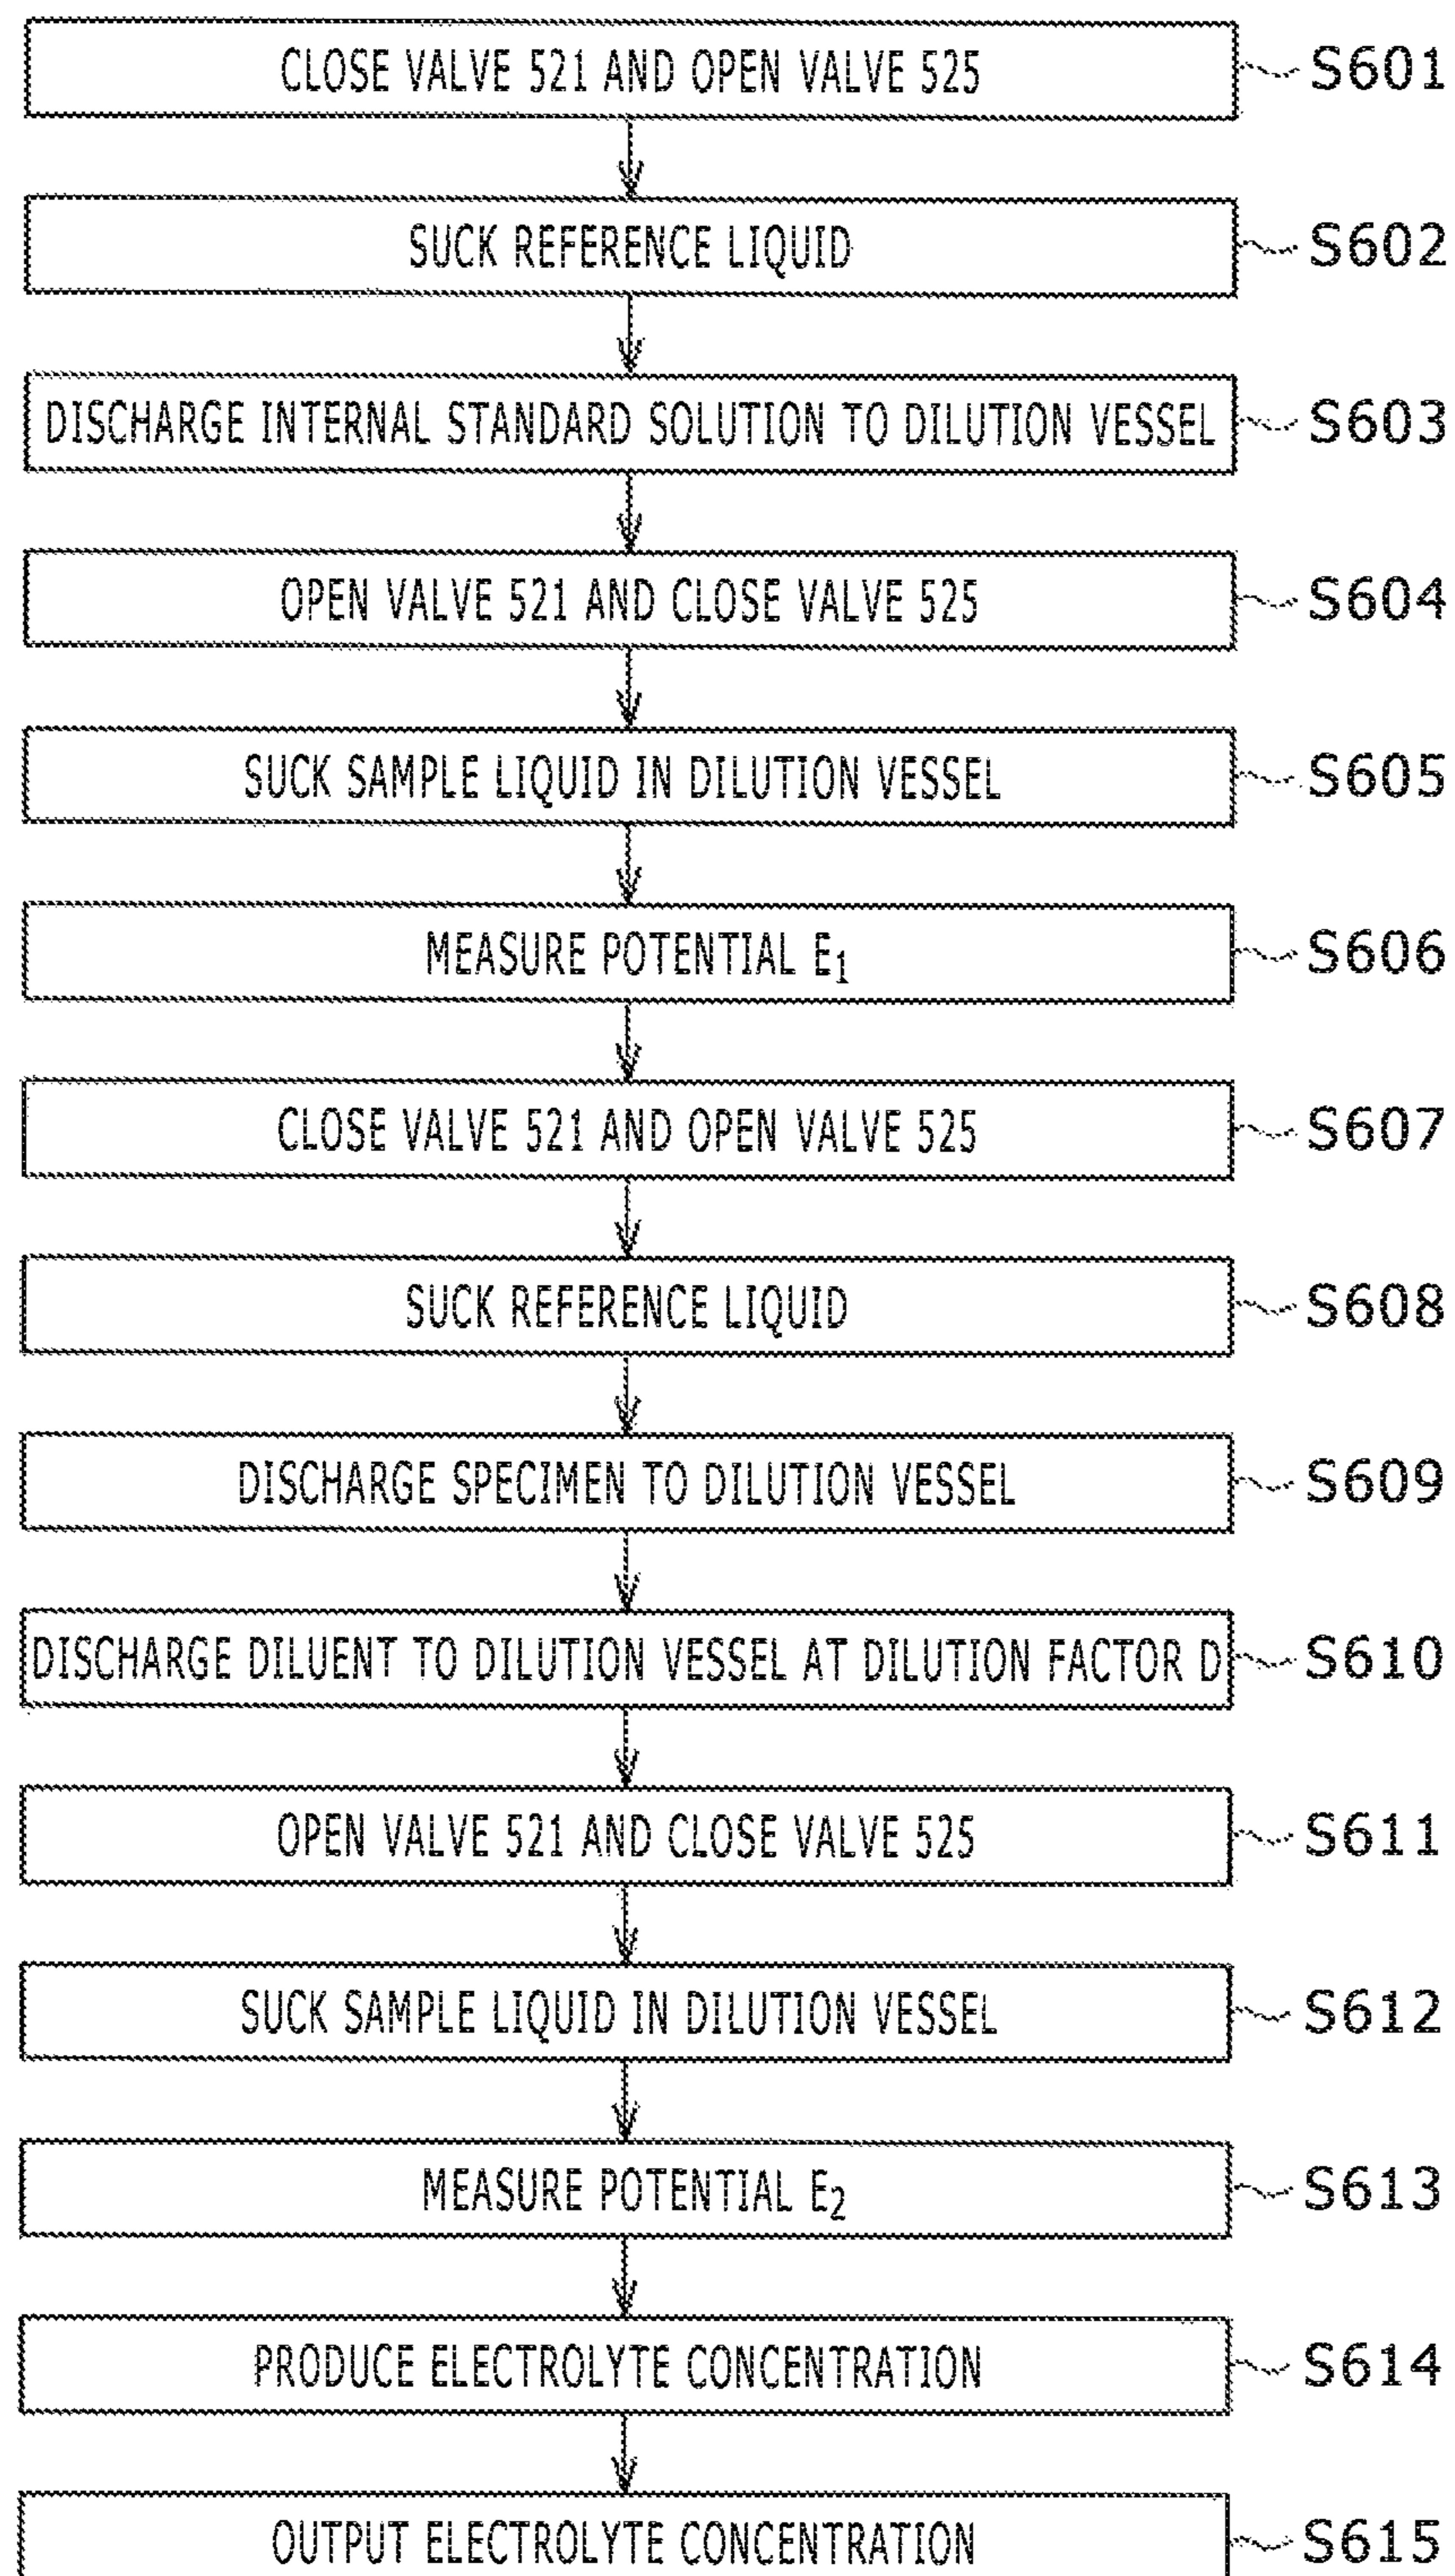 CLOSE VALVE 521 AND OPEN VALVE 525 S601
SUCK REFERENCE LIQUID S602
DISCHARGE INTERNAL STANDARD SOLUTION TO DILUTION VESSEL S603
OPEN VALVE 521 AND CLOSE VALVE 525 S604
SUCK SAMPLE LIQUID IN DILUTION VESSEL S605
MEASURE POTENTIAL E1 S606
CLOSE VALVE 521 AND OPEN VALVE 525 S607
SUCK REFERENCE LIQUID S608
DISCHARGE SPECIMEN TO DILUTION VESSEL S609
DISCHARGE DILUENT TO DILUTION VESSEL AT DILUTION FACTOR D S610
OPEN VALVE 521 AND CLOSE VALVE 525 S611
SUCK SAMPLE LIQUID IN DILUTION VESSEL S612
MEASURE POTENTIAL E2 S613
PRODUCE ELECTROLYTE CONCENTRATION S614
OUTPUT ELECTROLYTE CONCENTRATION S615